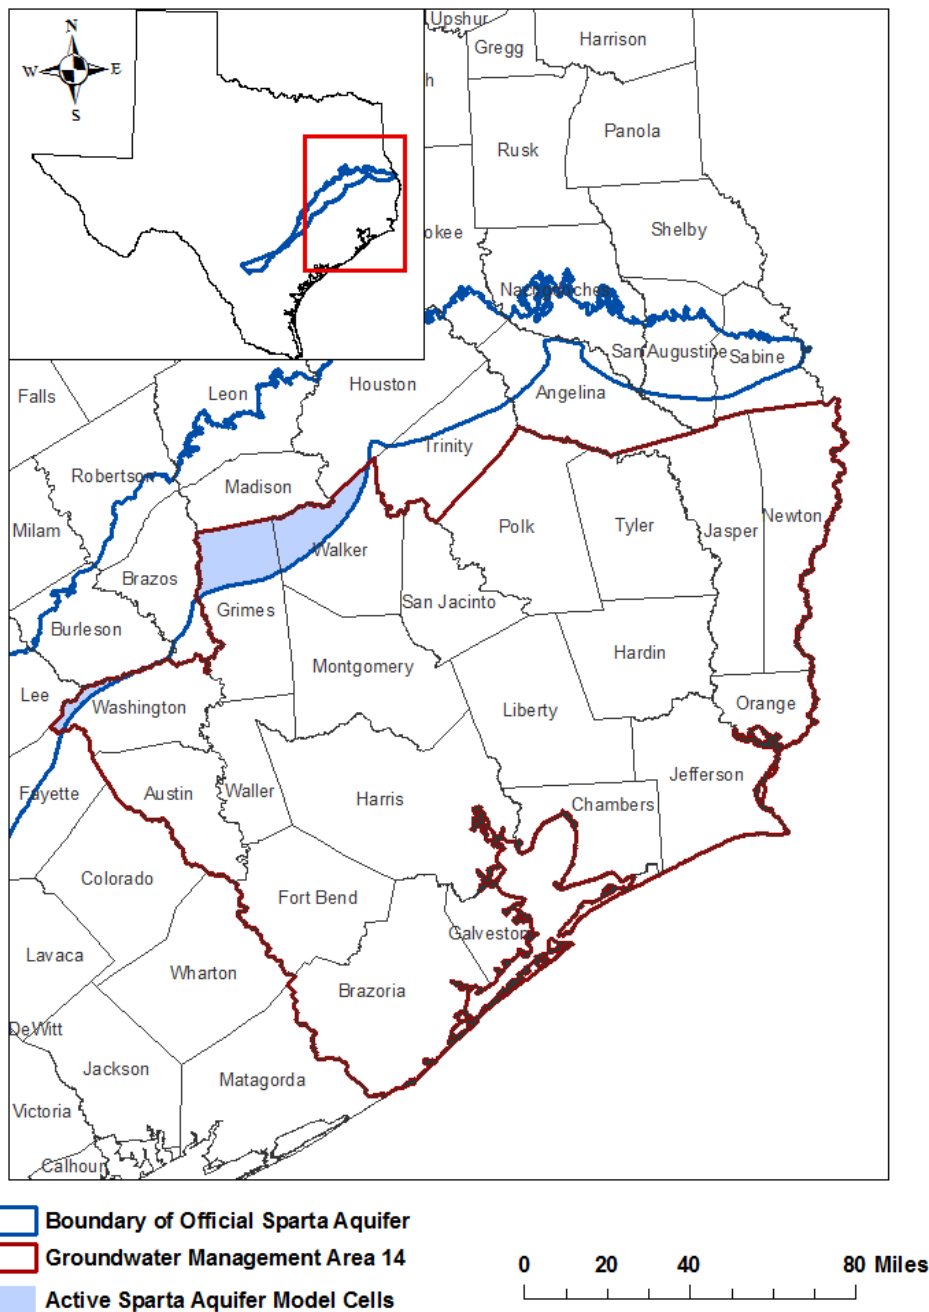 N
W E
S
Upshur
Gregg
Harrison
h
Rusk
Panola
okee
Shelby
Nacogdoches
San Augustine
Sabine
Houston
Angelina
Falls
Leon
Trinity
Robertson
Madison
Milam
Polk
Tyler
Jasper
Newton
Walker
Brazos
Grimes
San Jacinto
Burleson
Montgomery
Hardin
Lee
Washington
Liberty
Orange
Fayette
Austin
Waller
Harris
Jefferson
Chambers
Colorado
Fort Bend
Galveston
Lavaca
Wharton
Brazoria
DeWitt
Jackson
Matagorda
Victoria
Calhoun
Boundary of Official Sparta Aquifer
Groundwater Management Area 14
Active Sparta Aquifer Model Cells
0 20 40 80 Miles